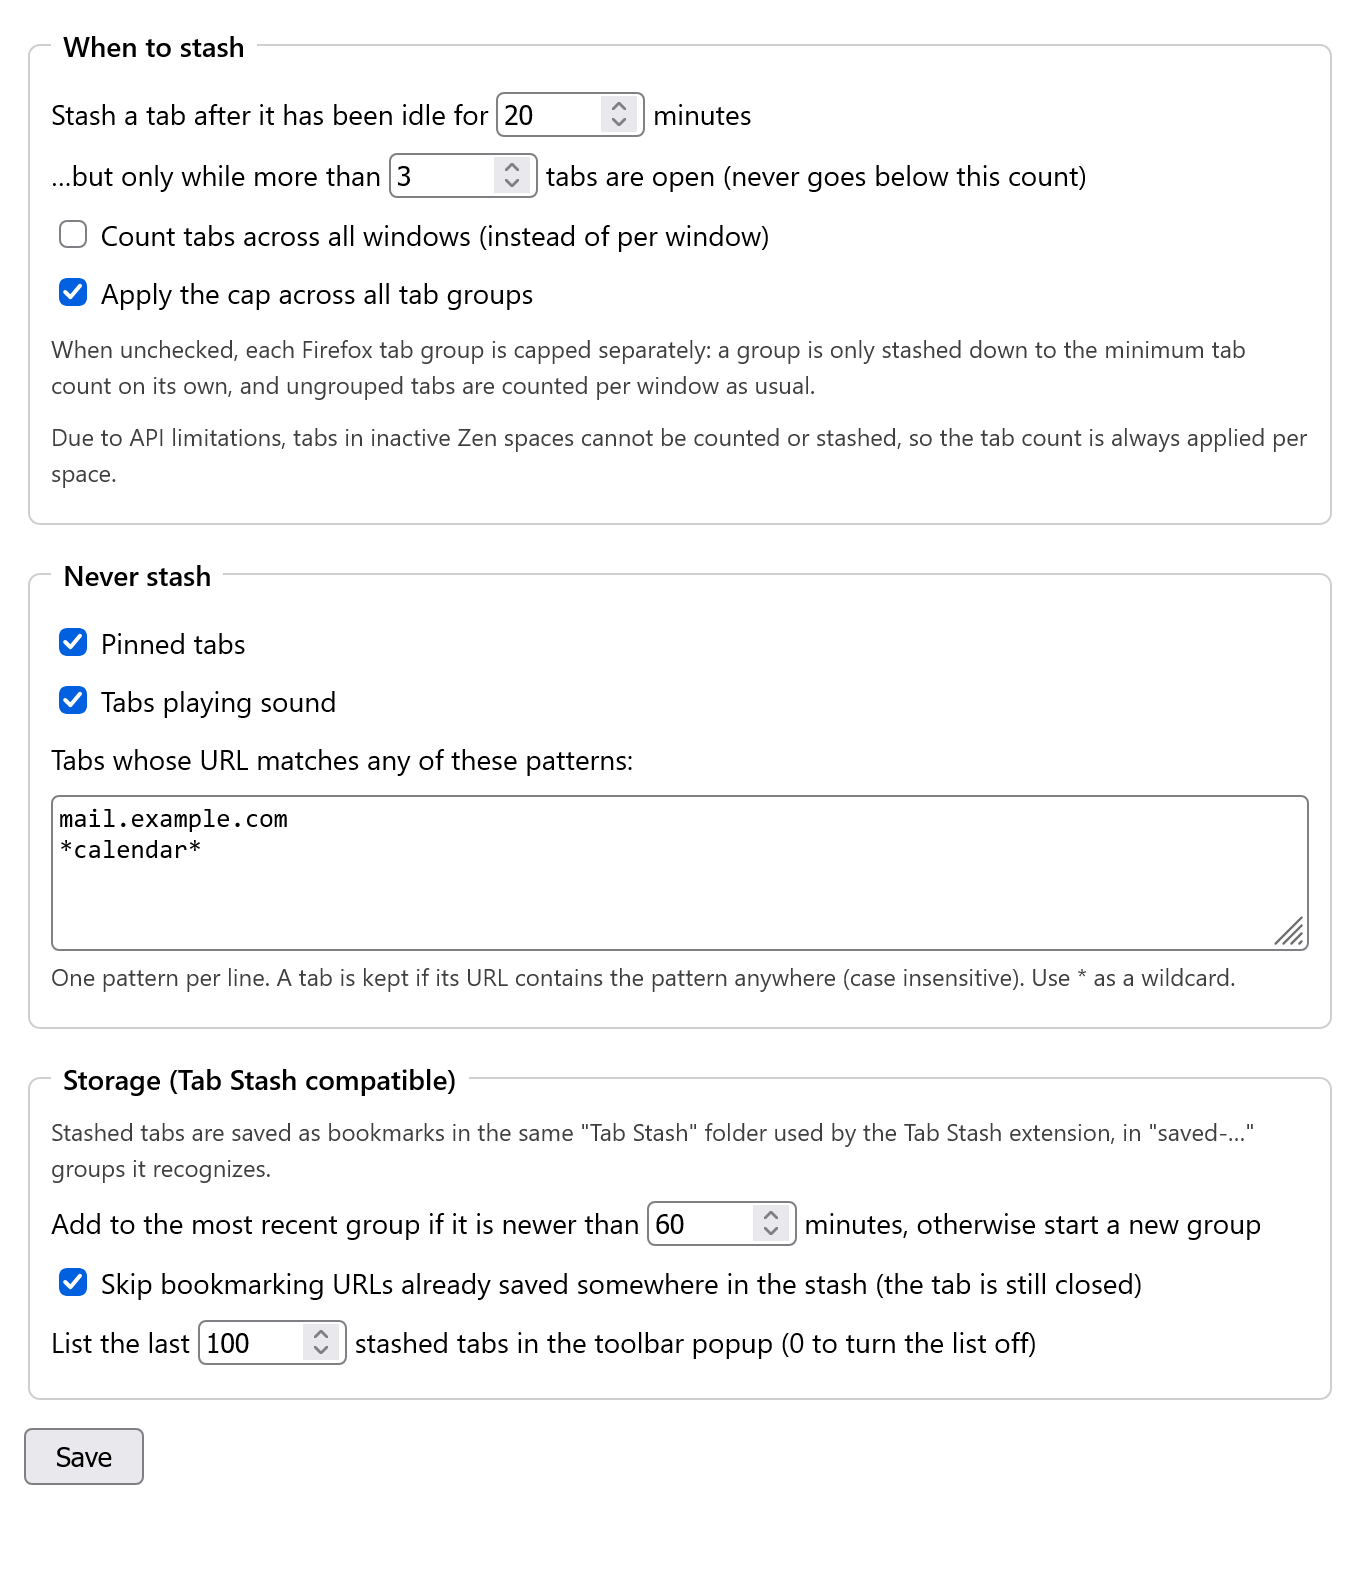 When to stash
Stash a tab after it has been idle for 20 minutes
...but only while more than 3 tabs are open (never goes below this count)
Count tabs across all windows (instead of per window)
Apply the cap across all tab groups
When unchecked, each Firefox tab group is capped separately: a group is only stashed down to the minimum tab
count on its own, and ungrouped tabs are counted per window as usual.
Due to API limitations, tabs in inactive Zen spaces cannot be counted or stashed, so the tab count is always applied per
space.
Never stash
Pinned tabs
Tabs playing sound
Tabs whose URL matches any of these patterns:
mail.example.com
*calendar*
One pattern per line. A tab is kept if its URL contains the pattern anywhere (case insensitive). Use * as a wildcard.
Storage (Tab Stash compatible)
Stashed tabs are saved as bookmarks in the same "Tab Stash" folder used by the Tab Stash extension, in "saved-..."
groups it recognizes.
Add to the most recent group if it is newer than 60 minutes, otherwise start a new group
Skip bookmarking URLs already saved somewhere in the stash (the tab is still closed)
List the last 100 stashed tabs in the toolbar popup (0 to turn the list off)
Save